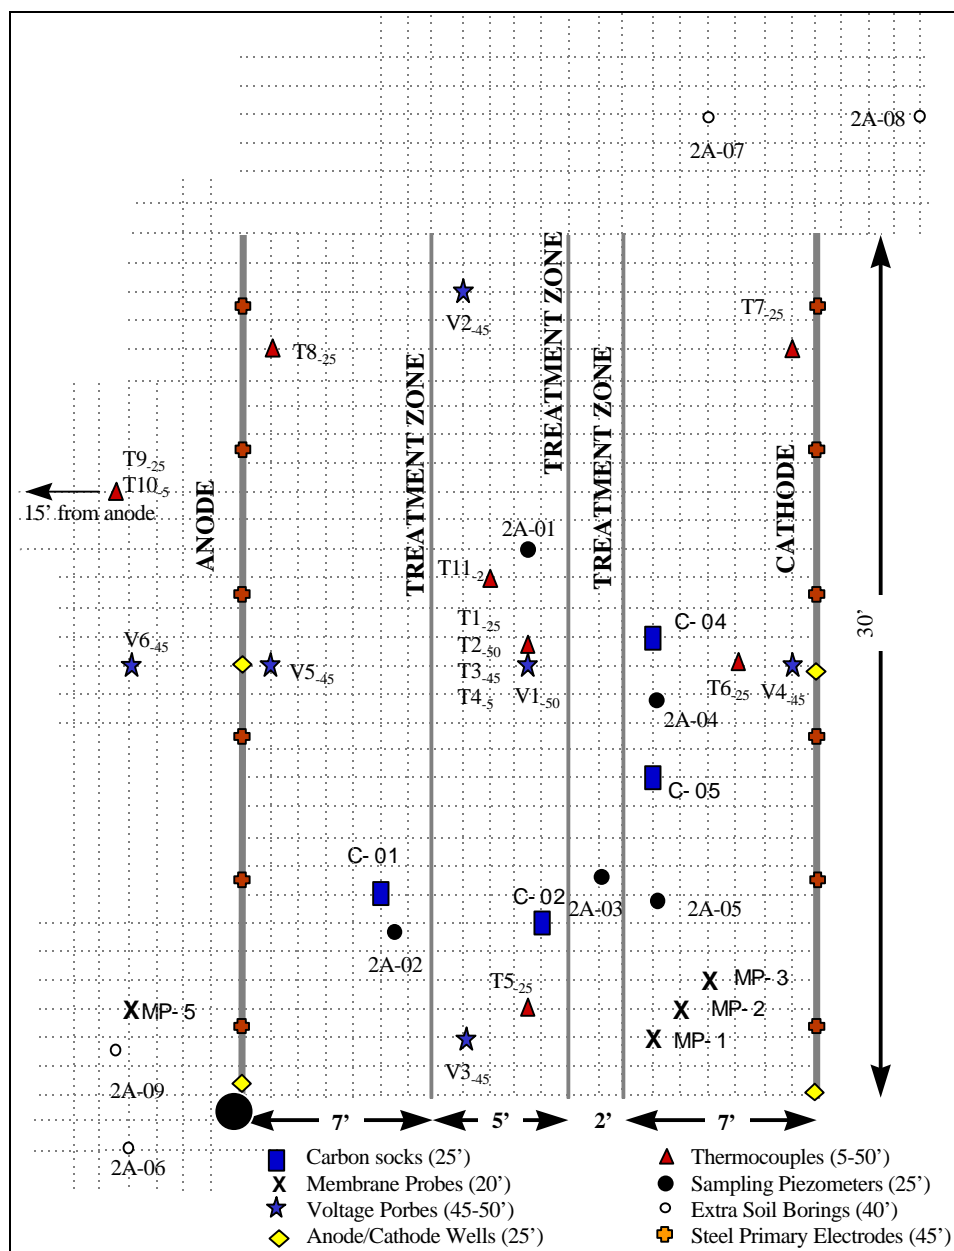 2A-07
2A-08
V2-45
T7-25
T8-25
TREATMENT ZONE
TREATMENT ZONE
TREATMENT ZONE
ANODE
CATHODE
T9-25
T10-5
15' from anode
2A-01
T11-2
T1-25
T2-50
T3-45
T4-5
V1-50
C-04
30'
V6-45
V5-45
T6-25
V4-45
2A-04
C-05
C-01
C-02
2A-03
2A-05
2A-02
T5-25
MP-3
MP-5
MP-2
MP-1
V3-45
2A-09
7'
5'
2'
7'
2A-06
Carbon socks (25')
X Membrane Probes (20')
Voltage Porbes (45-50')
Anode/Cathode Wells (25')
Thermocouples (5-50')
Sampling Piezometers (25')
Extra Soil Borings (40')
Steel Primary Electrodes (45')